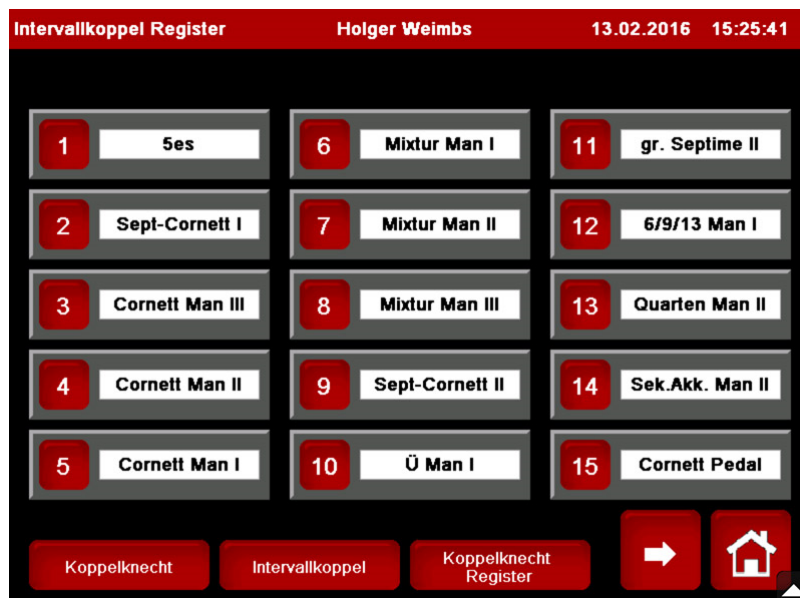 Intervallkoppel Register Holger Weimbs 13.02.2016 15:25:41
1 5es 6 Mixtur Man I 11 gr. Septime II
2 Sept-Cornett I 7 Mixtur Man II 12 6/9/13 Man I
3 Cornett Man III 8 Mixtur Man III 13 Quarten Man II
4 Cornett Man II 9 Sept-Cornett II 14 Sek.Akk. Man II
5 Cornett Man I 10 Ü Man I 15 Cornett Pedal
Koppelknecht Intervallkoppel Koppelknecht
Register